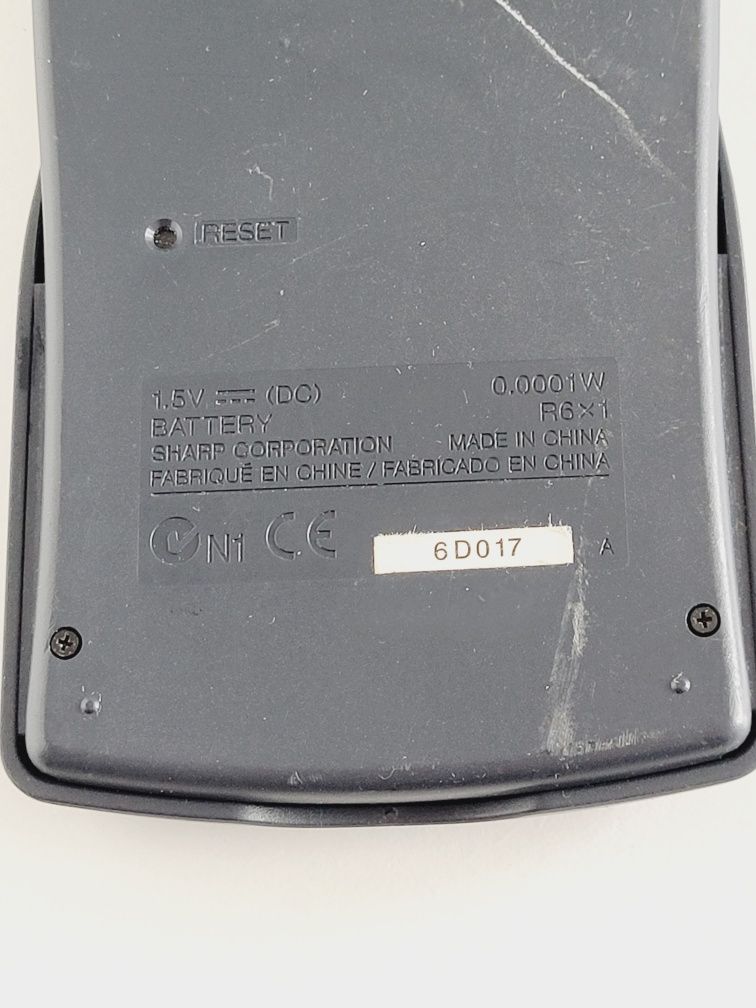 RESET
1.5V ⎓ (DC) 0.0001W
BATTERY R6×1
SHARP CORPORATION MADE IN CHINA
FABRIQUÉ EN CHINE / FABRICADO EN CHINA
N1 CE 6D017 A